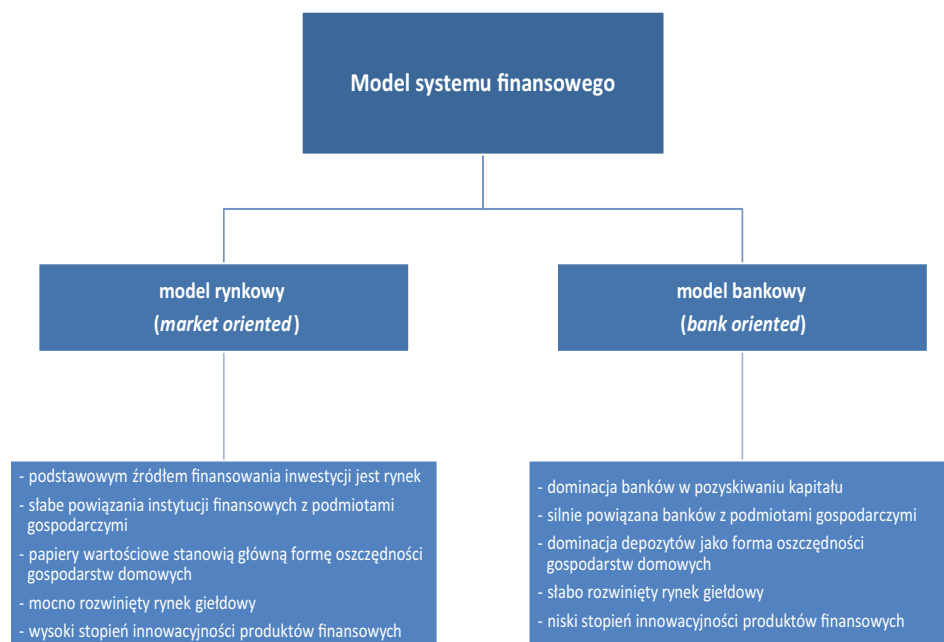 Model systemu finansowego
model rynkowy
(market oriented )
model bankowy
(bank oriented)
- podstawowym źródłem finansowania inwestycji jest rynek
- słabe powiązania instytucji finansowych z podmiotami
gospodarczymi
- papiery wartościowe stanowią główną formę oszczędności
gospodarstw domowych
- mocno rozwinięty rynek giełdowy
- wysoki stopień innowacyjności produktów finansowych
- dominacja banków w pozyskiwaniu kapitału
- silnie powiązana banków z podmiotami gospodarczymi
- dominacja depozytów jako forma oszczędności
gospodarstw domowych
- słabo rozwinięty rynek giełdowy
- niski stopień innowacyjności produktów finansowych